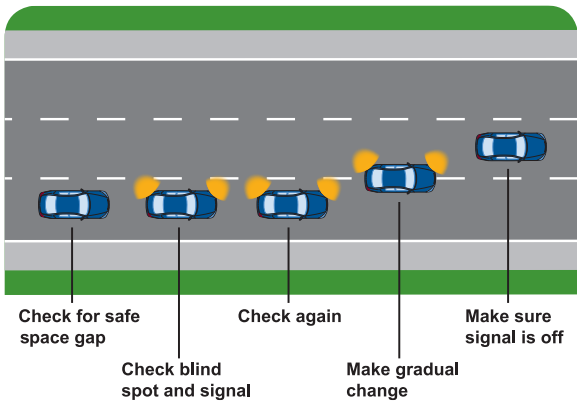 Check for safe
space gap
Check blind
spot and signal
Check again
Make gradual
change
Make sure
signal is off